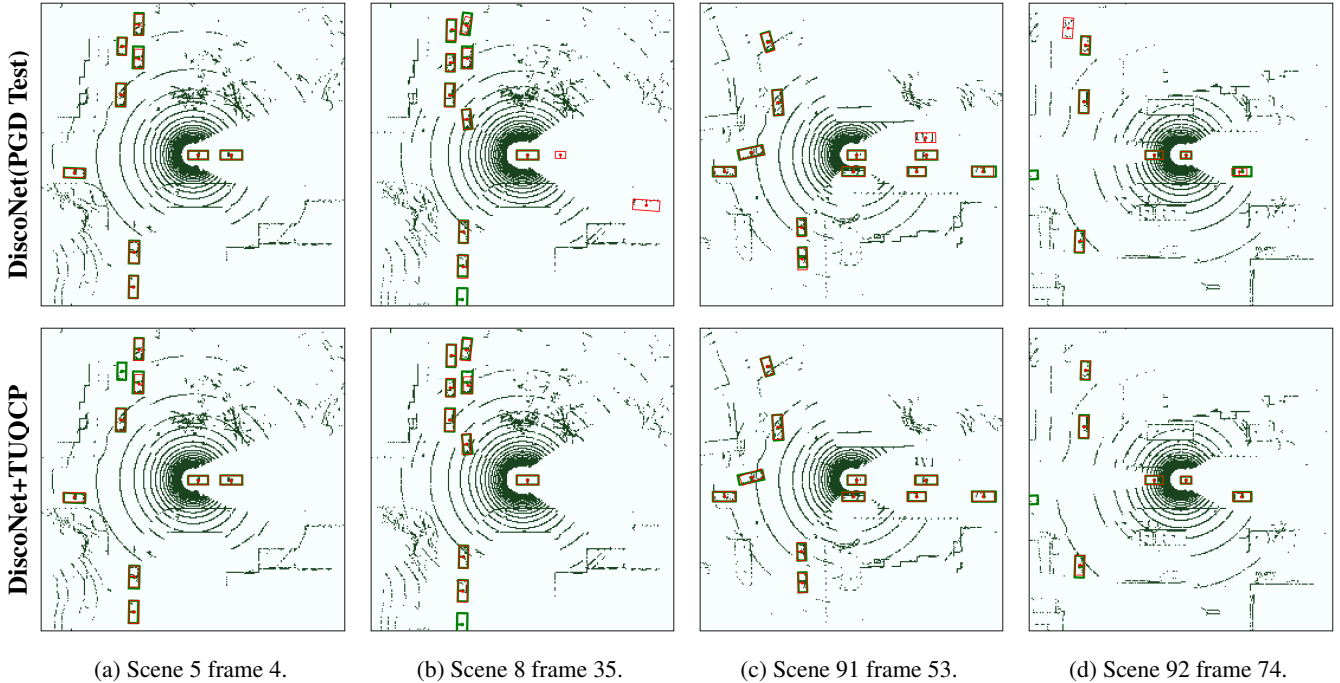 DiscoNet(PGD Test)
DiscoNet+TUQCP
(a) Scene 5 frame 4.
(b) Scene 8 frame 35.
(c) Scene 91 frame 53.
(d) Scene 92 frame 74.